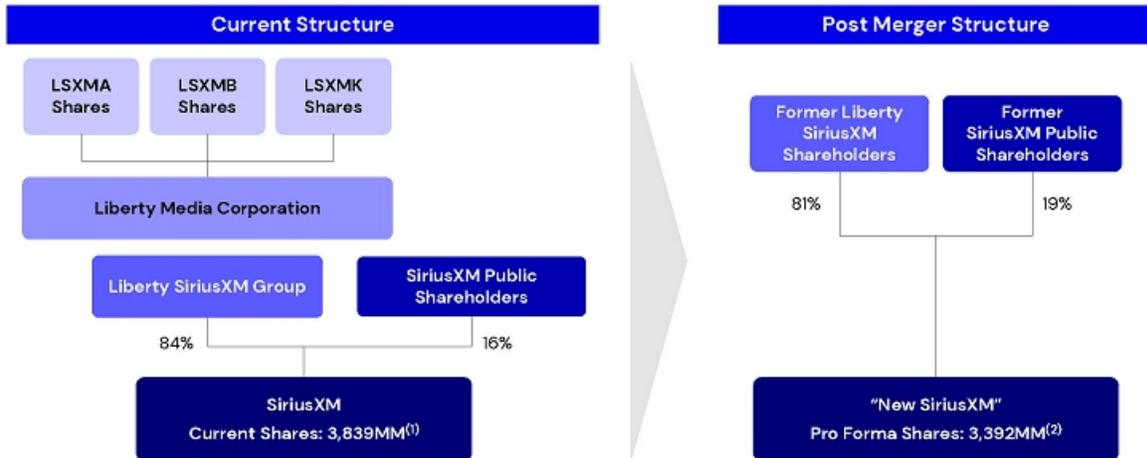 Current Structure
LSXMA
Shares
LSXMB
Shares
LSXMK
Shares
Liberty Media Corporation
Liberty SiriusXM Group
SiriusXM Public
Shareholders
84%
16%
SiriusXM
Current Shares: 3,839MM(1)
Post Merger Structure
Former Liberty
SiriusXM
Shareholders
Former
SiriusXM Public
Shareholders
81%
19%
“New SiriusXM”
Pro Forma Shares: 3,392MM(2)